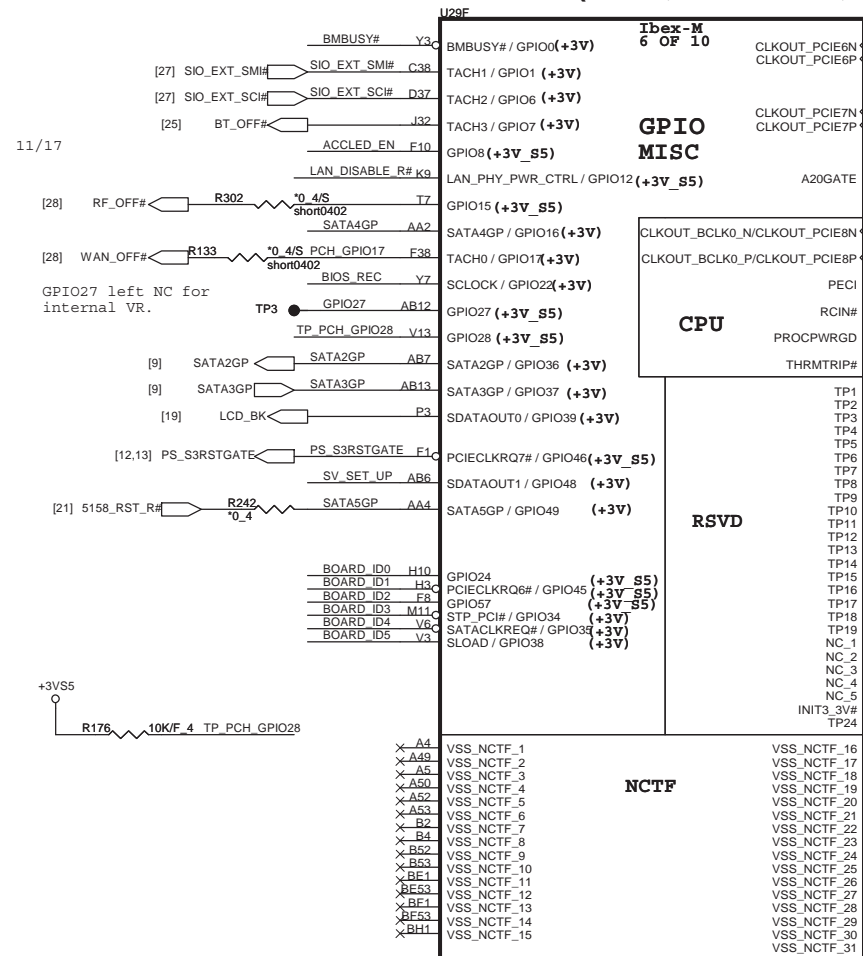 U29F
Ibex-M
6 OF 10
BMBUSY# Y3 BMBUSY# / GPIO0 (+3V) CLKOUT_PCIE6N
CLKOUT_PCIE6P
[27] SIO_EXT_SMI# SIO_EXT_SMI# C38 TACH1 / GPIO1 (+3V)
[27] SIO_EXT_SCI# SIO_EXT_SCI# D37 TACH2 / GPIO6 (+3V)
CLKOUT_PCIE7N
[25] BT_OFF# J32 TACH3 / GPIO7 (+3V) GPIO CLKOUT_PCIE7P
11/17 ACCLED_EN F10 GPIO8 (+3V_S5) MISC
LAN_DISABLE_R# K9 LAN_PHY_PWR_CTRL / GPIO12 (+3V_S5) A20GATE
[28] RF_OFF# R302 *0_4/S T7 GPIO15 (+3V_S5)
short0402
SATA4GP AA2 SATA4GP / GPIO16 (+3V) CLKOUT_BCLK0_N/CLKOUT_PCIE8N
[28] WAN_OFF# R133 *0_4/S PCH_GPIO17 F38 TACH0 / GPIO17 (+3V) CLKOUT_BCLK0_P/CLKOUT_PCIE8P
short0402
BIOS_REC Y7 SCLOCK / GPIO22 (+3V) PECI
GPIO27 left NC for
internal VR.
TP3 GPIO27 AB12 GPIO27 (+3V_S5) RCIN#
CPU
TP_PCH_GPIO28 V13 GPIO28 (+3V_S5) PROCPWRGD
[9] SATA2GP SATA2GP AB7 SATA2GP / GPIO36 (+3V) THRMTRIP#
[9] SATA3GP SATA3GP AB13 SATA3GP / GPIO37 (+3V) TP1
TP2
[19] LCD_BK P3 SDATAOUT0 / GPIO39 (+3V) TP3
TP4
TP5
[12,13] PS_S3RSTGATE PS_S3RSTGATE F1 PCIECLKRQ7# / GPIO46 (+3V_S5) TP6
TP7
SV_SET_UP AB6 SDATAOUT1 / GPIO48 (+3V) TP8
TP9
[21] 5158_RST_R# R242 SATA5GP AA4 SATA5GP / GPIO49 (+3V) TP10
*0_4
RSVD TP11
TP12
TP13
TP14
BOARD_ID0 H10 GPIO24 (+3V_S5) TP15
BOARD_ID1 H3 PCIECLKRQ6# / GPIO45 (+3V_S5) TP16
BOARD_ID2 F8 GPIO57 (+3V_S5) TP17
BOARD_ID3 M11 STP_PCI# / GPIO34 (+3V) TP18
BOARD_ID4 V6 SATACLKREQ# / GPIO35 (+3V) TP19
BOARD_ID5 V3 SLOAD / GPIO38 (+3V) NC_1
NC_2
NC_3
NC_4
NC_5
+3VS5
INIT3_3V#
TP24
R176 10K/F_4 TP_PCH_GPIO28
A4 VSS_NCTF_1 VSS_NCTF_16
A49 VSS_NCTF_2 VSS_NCTF_17
A5 VSS_NCTF_3 VSS_NCTF_18
A50 VSS_NCTF_4 NCTF VSS_NCTF_19
A52 VSS_NCTF_5 VSS_NCTF_20
A53 VSS_NCTF_6 VSS_NCTF_21
B2 VSS_NCTF_7 VSS_NCTF_22
B4 VSS_NCTF_8 VSS_NCTF_23
B52 VSS_NCTF_9 VSS_NCTF_24
B53 VSS_NCTF_10 VSS_NCTF_25
BE1 VSS_NCTF_11 VSS_NCTF_26
BE53 VSS_NCTF_12 VSS_NCTF_27
BF1 VSS_NCTF_13 VSS_NCTF_28
BF53 VSS_NCTF_14 VSS_NCTF_29
BH1 VSS_NCTF_15 VSS_NCTF_30
VSS_NCTF_31